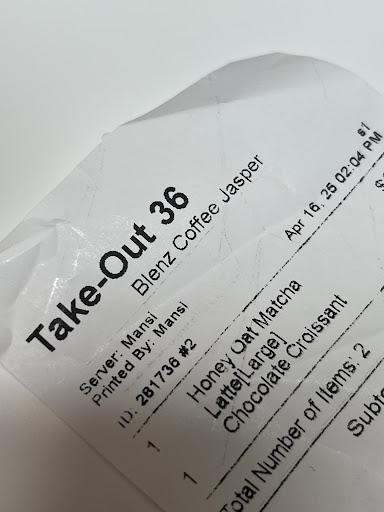 Take-Out 36
Blenz Coffee Jasper
Server: Mansi
Apr 16, 25 02:04 PM
Printed By: Mansi
ID: 281736 #2
1 Honey Oat Matcha
Latte[Large]
1 Chocolate Croissant
Total Number of Items: 2